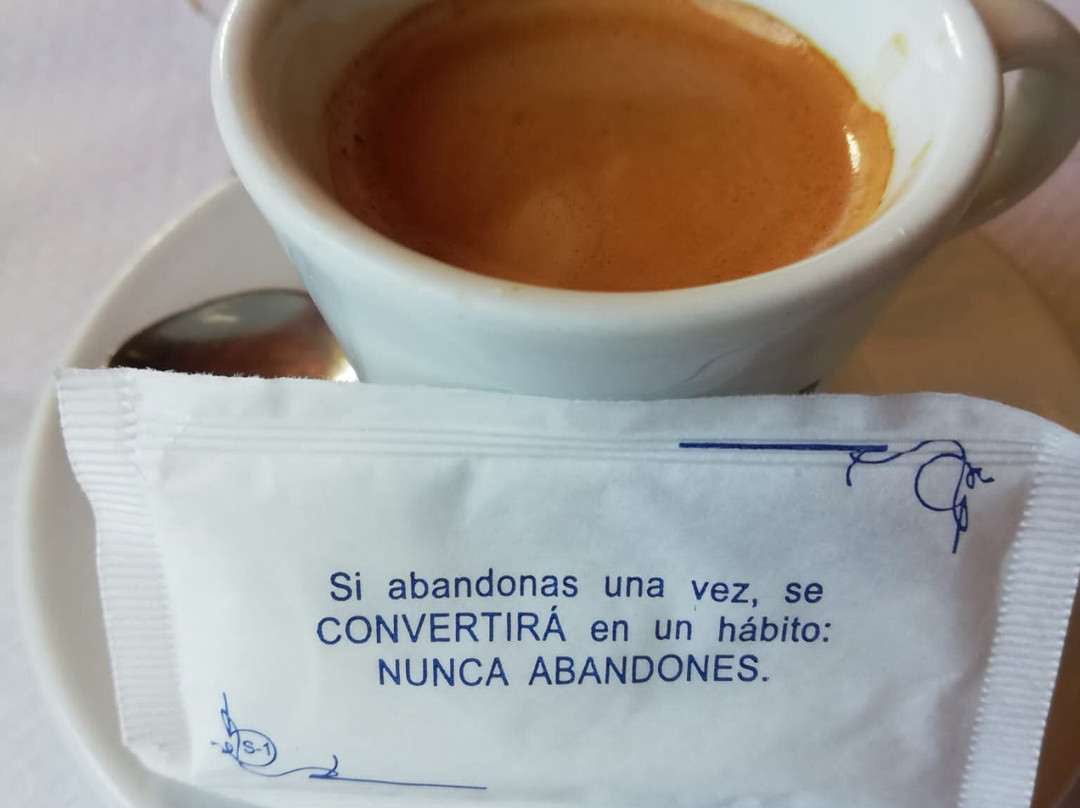 Si abandonas una vez, se
CONVERTIRÁ en un hábito:
NUNCA ABANDONES.
S-1